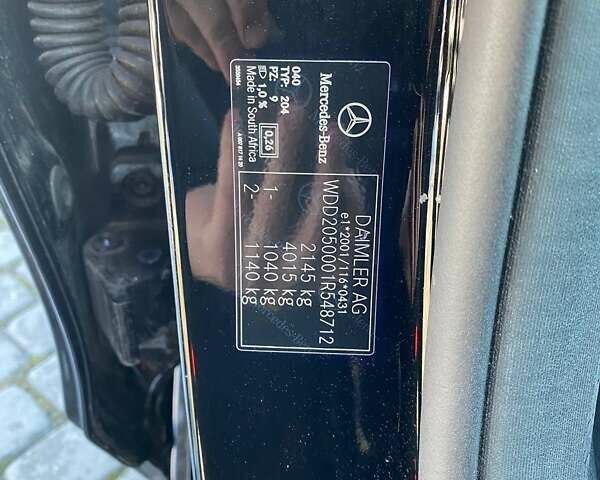 DAIMLER AG
e1*2001/116*0431
WDD2050001R548712
2145 kg
4015 kg
1- 1040 kg
2- 1140 kg
Mercedes-Benz
040
TYP: 204
PZ: 9
1,0 % 0,26
Made in South Africa